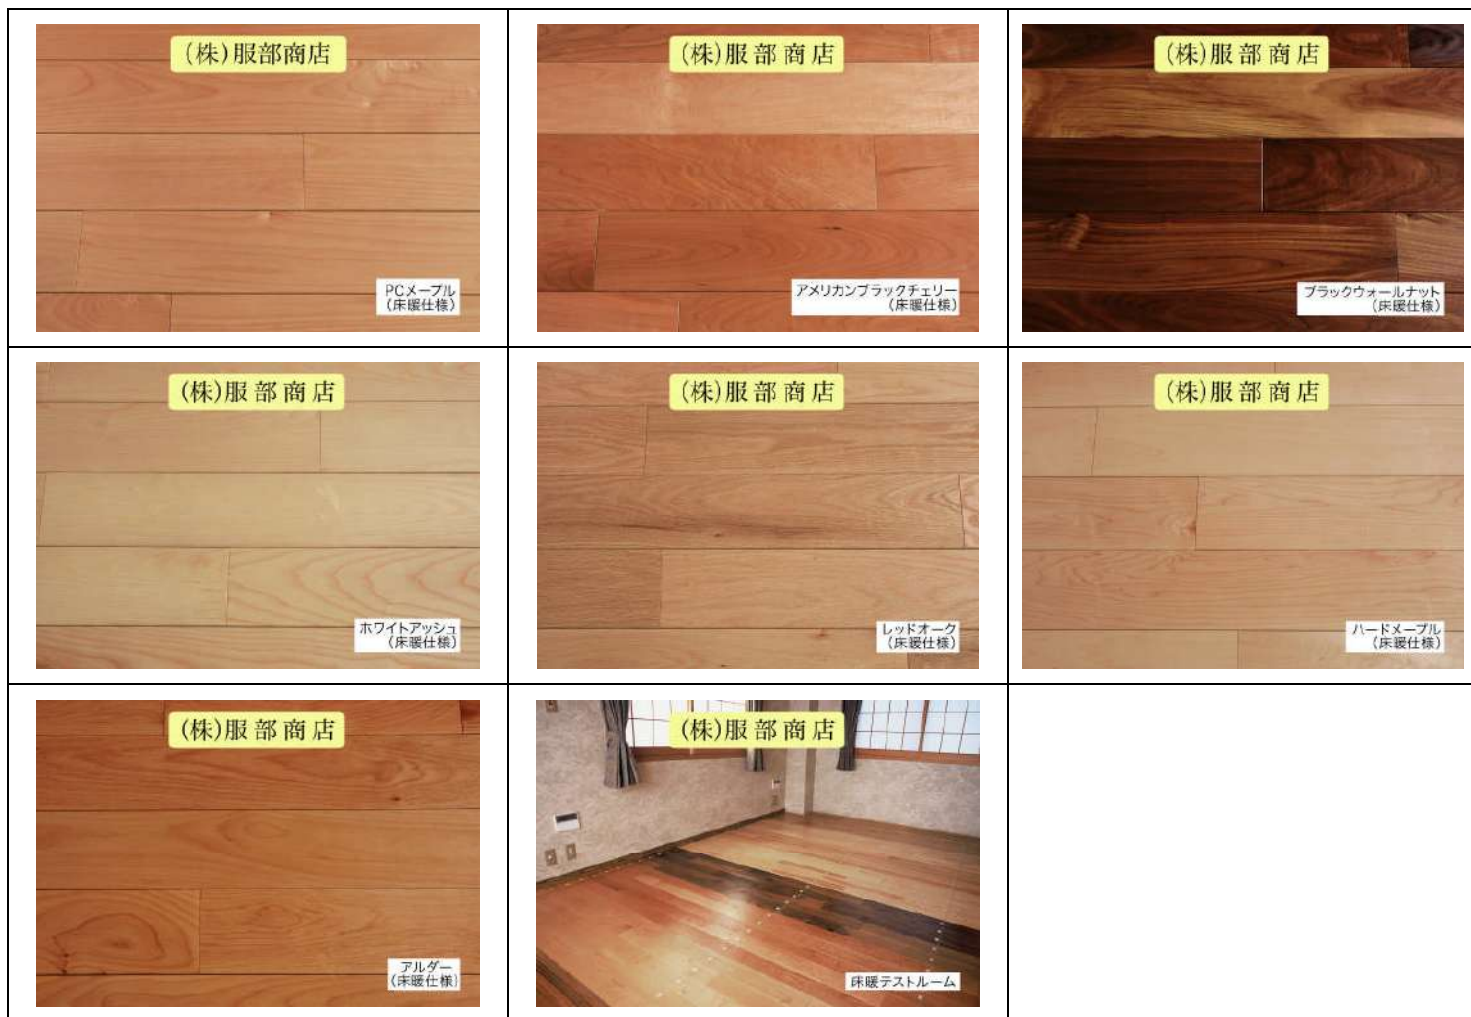 (株)服部商店
PCメープル
(床暖仕様)
(株)服部商店
アメリカンブラックチェリー
(床暖仕様)
(株)服部商店
ブラックウォールナット
(床暖仕様)
(株)服部商店
ホワイトアッシュ
(床暖仕様)
(株)服部商店
レッドオーク
(床暖仕様)
(株)服部商店
ハードメープル
(床暖仕様)
(株)服部商店
アルダー
(床暖仕様)
(株)服部商店
床暖テストルーム